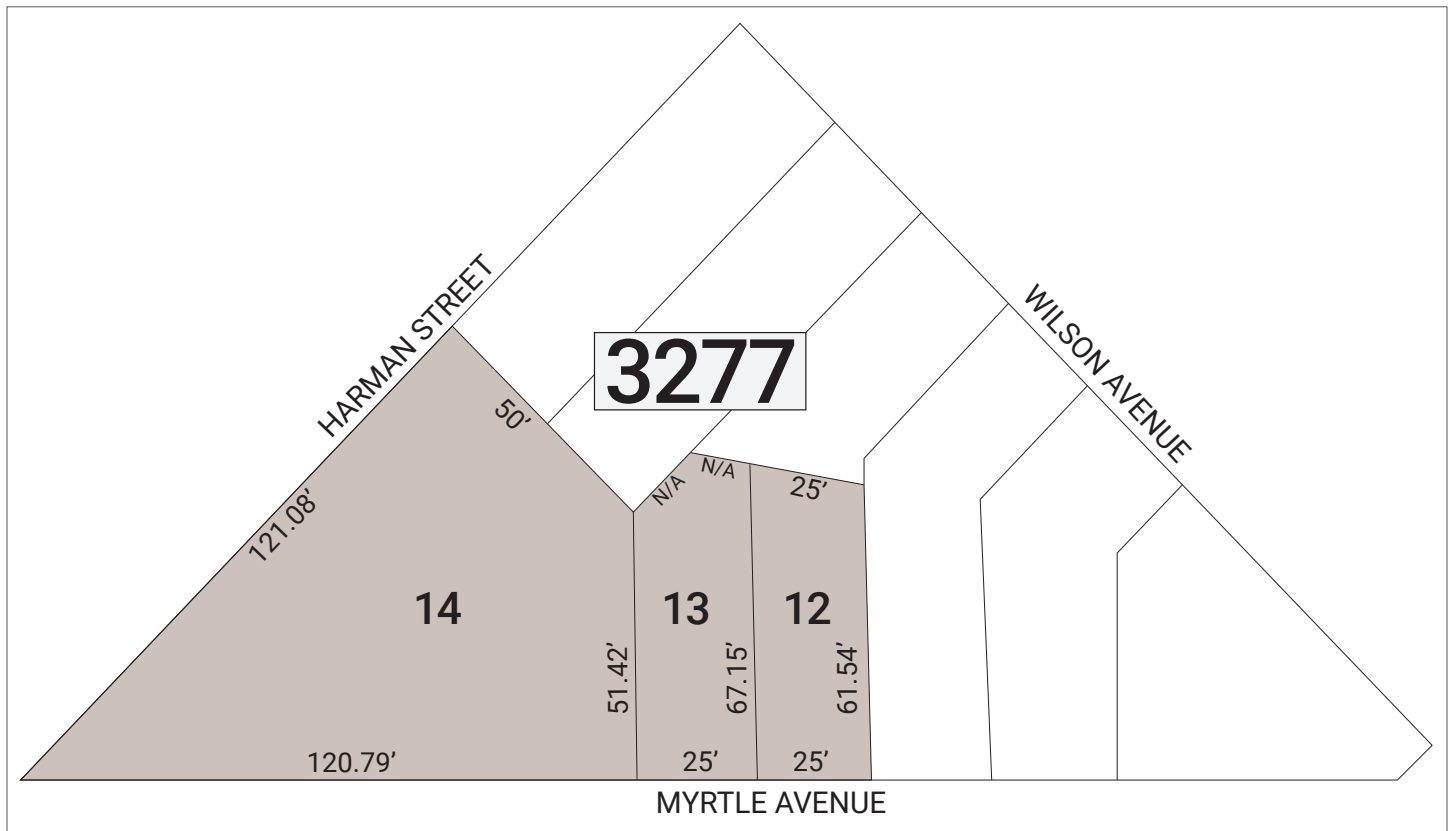 HARMAN STREET
WILSON AVENUE
3277
50’
N/A
N/A
25’
121.08’
14
13
12
51.42’
67.15’
61.54’
120.79’
25’
25’
MYRTLE AVENUE